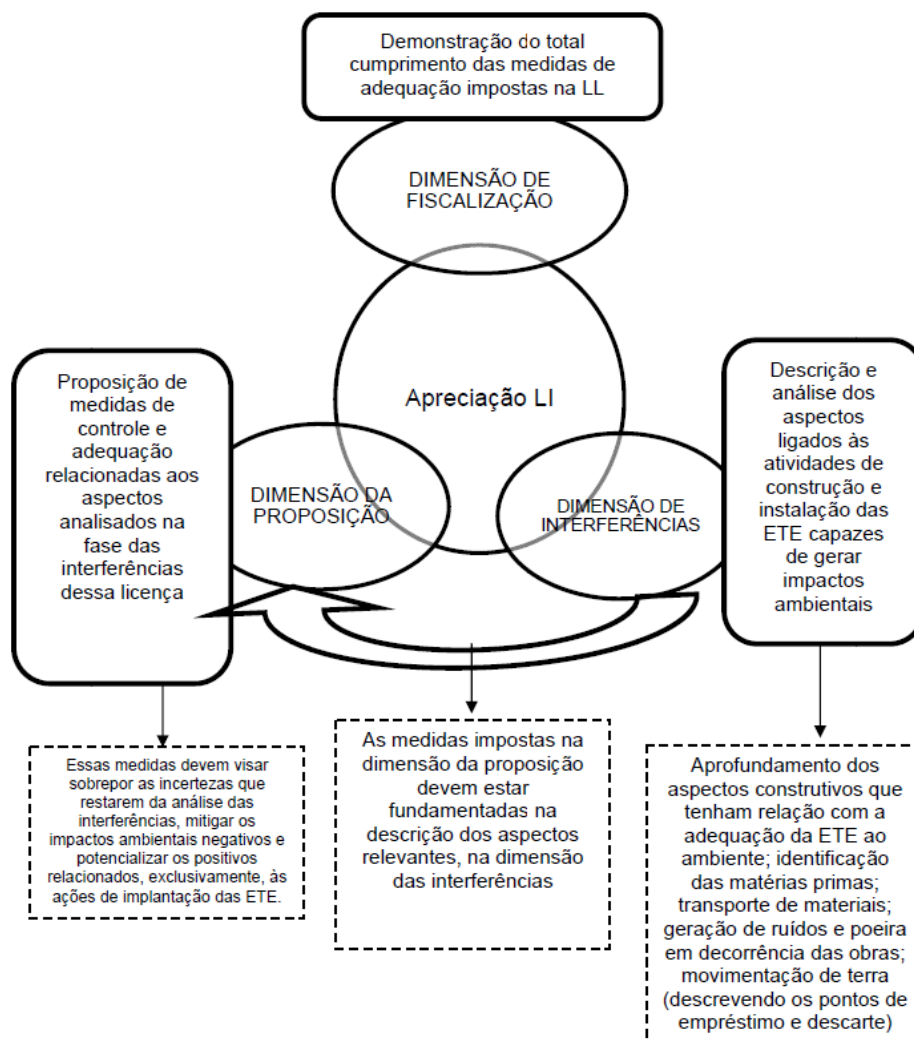 Demonstração do total
cumprimento das medidas de
adequação impostas na LL
DIMENSÃO DE
FISCALIZAÇÃO
Apreciação LI
Proposição de
medidas de
controle e
adequação
relacionadas aos
aspectos
analisados na
fase das
interferências
dessa licença
DIMENSÃO DA
PROPOSIÇÃO
DIMENSÃO DE
INTERFERÊNCIAS
Descrição e
análise dos
aspectos
ligados às
atividades de
construção e
instalação das
ETE capazes
de gerar
impactos
ambientais
Essas medidas devem visar
sobrepor as incertezas que
restarem da análise das
interferências, mitigar os
impactos ambientais negativos e
potencializar os positivos
relacionados, exclusivamente, às
ações de implantação das ETE.
As medidas impostas na
dimensão da proposição
devem estar
fundamentadas na
descrição dos aspectos
relevantes, na dimensão
das interferências
Aprofundamento dos
aspectos construtivos que
tenham relação com a
adequação da ETE ao
ambiente; identificação
das matérias primas;
transporte de materiais;
geração de ruídos e poeira
em decorrência das obras;
movimentação de terra
(descrevendo os pontos de
empréstimo e descarte)